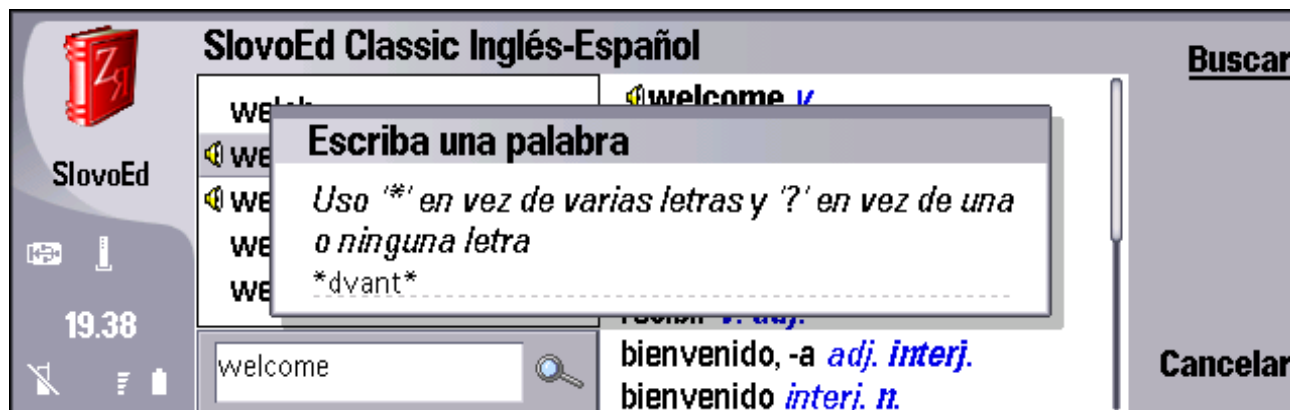 SlovoEd Classic Inglés-Español
Buscar
SlovoEd
welcome v.
Escriba una palabra
Uso '*' en vez de varias letras y '?' en vez de una
o ninguna letra
*dvant*
19.38
welcome
bienvenido, -a adj. interj.
bienvenido interj. n.
Cancelar